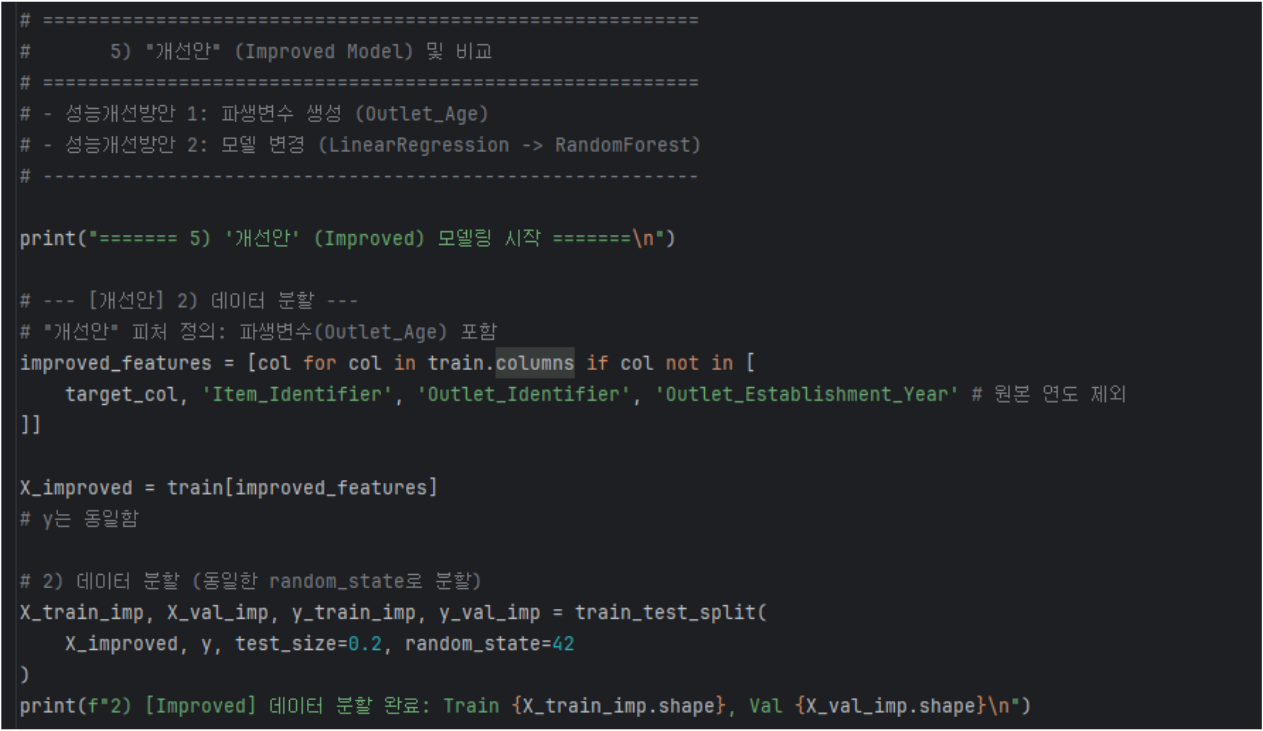 # ==========================================================
#       5) "개선안" (Improved Model) 및 비교
# ==========================================================
# - 성능개선방안 1: 파생변수 생성 (Outlet_Age)
# - 성능개선방안 2: 모델 변경 (LinearRegression -> RandomForest)
# ----------------------------------------------------------
print("======= 5) '개선안' (Improved) 모델링 시작 =======\n")
# --- [개선안] 2) 데이터 분할 ---
# "개선안" 피처 정의: 파생변수(Outlet_Age) 포함
improved_features = [col for col in train.columns if col not in [
    target_col, 'Item_Identifier', 'Outlet_Identifier', 'Outlet_Establishment_Year' # 원본 연도 제외
]]
X_improved = train[improved_features]
# y는 동일함
# 2) 데이터 분할 (동일한 random_state로 분할)
X_train_imp, X_val_imp, y_train_imp, y_val_imp = train_test_split(
    X_improved, y, test_size=0.2, random_state=42
)
print(f"2) [Improved] 데이터 분할 완료: Train {X_train_imp.shape}, Val {X_val_imp.shape}\n")